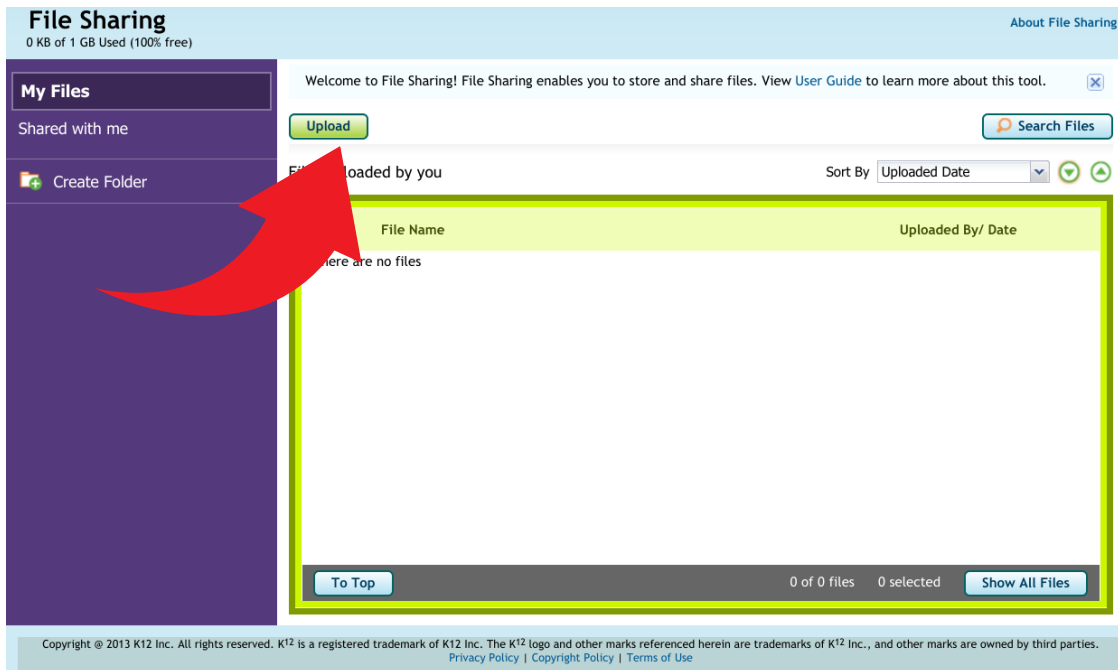 File Sharing
About File Sharing
0 KB of 1 GB Used (100% free)
My Files
Welcome to File Sharing! File Sharing enables you to store and share files. View User Guide to learn more about this tool.
Shared with me
Upload
Search Files
Create Folder
by you
Sort By Uploaded Date
File Name
Uploaded By/ Date
are no files
To Top
0 of 0 files
0 selected
Show All Files
Copyright @ 2013 K12 Inc. All rights reserved. K12 is a registered trademark of K12 Inc. The K12 logo and other marks referenced herein are trademarks of K12 Inc., and other marks are owned by third parties.
Privacy Policy | Copyright Policy | Terms of Use